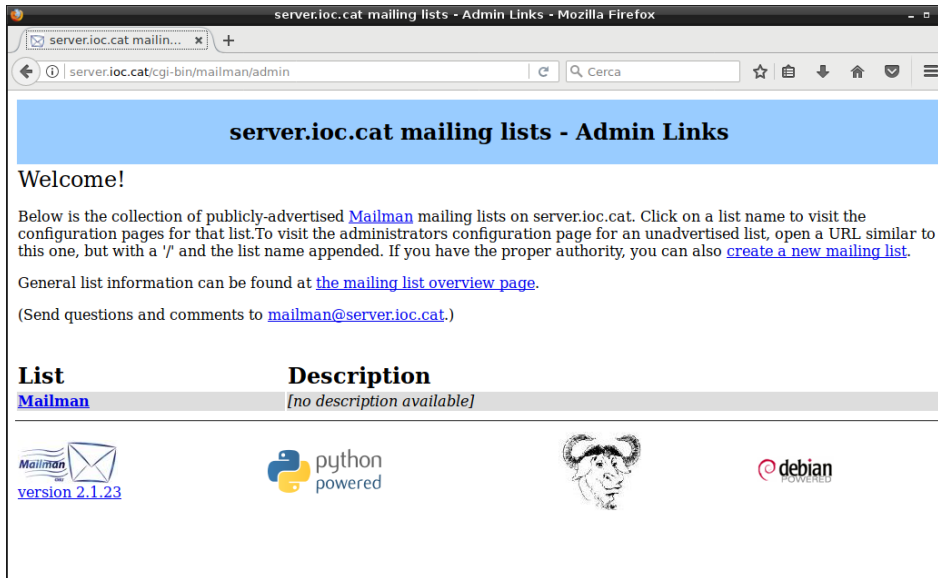 server.ioc.cat mailing lists - Admin Links - Mozilla Firefox
server.ioc.cat mailin...
server.ioc.cat/cgi-bin/mailman/admin
Cerca
server.ioc.cat mailing lists - Admin Links
Welcome!
Below is the collection of publicly-advertised Mailman mailing lists on server.ioc.cat. Click on a list name to visit the
configuration pages for that list.To visit the administrators configuration page for an unadvertised list, open a URL similar to
this one, but with a '/' and the list name appended. If you have the proper authority, you can also create a new mailing list.
General list information can be found at the mailing list overview page.
(Send questions and comments to mailman@server.ioc.cat.)
List Description
Mailman [no description available]
Mailman
version 2.1.23
python
powered
debian
POWERED